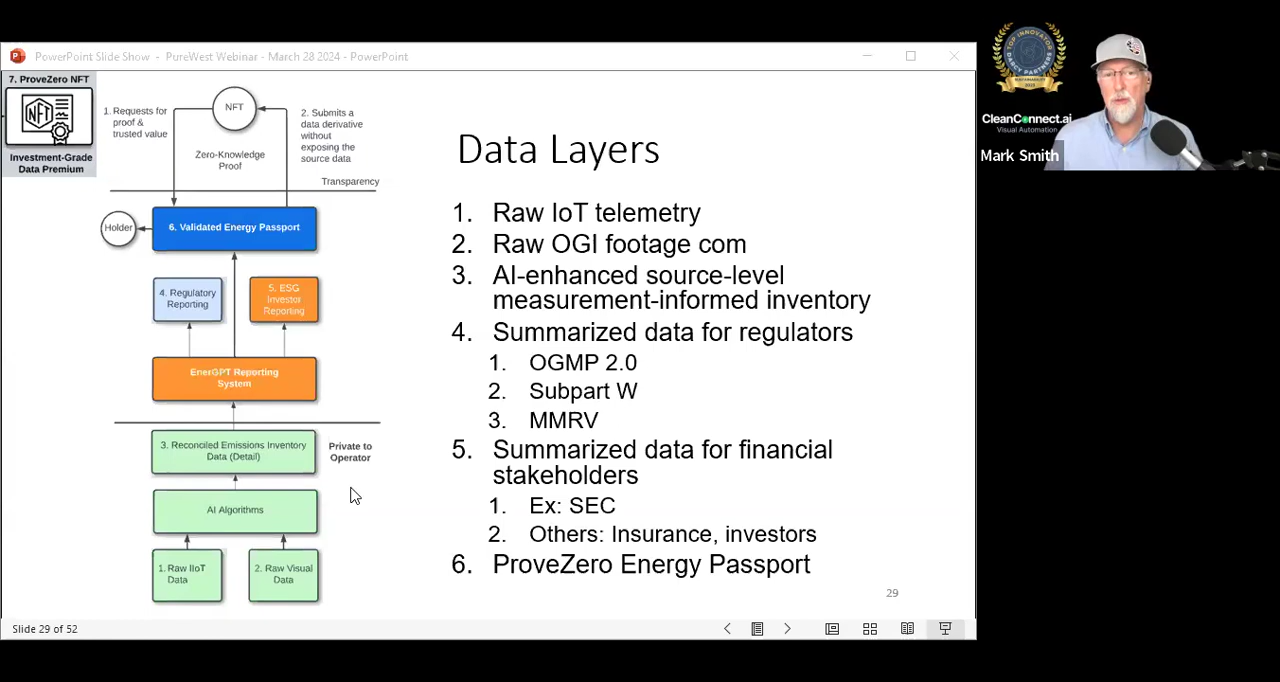 PowerPoint Slide Show - PureWest Webinar - March 28 2024 - PowerPoint
7. ProveZero NFT
NFT
Investment-Grade
Data Premium
1. Requests for
proof &
trusted value
NFT
2. Submits a
data derivative
without
exposing the
source data
Zero-Knowledge
Proof
Transparency
Holder
6. Validated Energy Passport
4. Regulatory
Reporting
5. ESG
Investor
Reporting
EnerGPT Reporting
System
3. Reconciled Emissions Inventory
Data (Detail)
Private to
Operator
AI Algorithms
1. Raw IIoT
Data
2. Raw Visual
Data
Data Layers
1. Raw IoT telemetry
2. Raw OGI footage com
3. AI-enhanced source-level
measurement-informed inventory
4. Summarized data for regulators
1. OGMP 2.0
2. Subpart W
3. MMRV
5. Summarized data for financial
stakeholders
1. Ex: SEC
2. Others: Insurance, investors
6. ProveZero Energy Passport
29
Slide 29 of 52
TOP INNOVATOR
DARCY PARTNERS
CleanConnect.ai
Visual Automation
Mark Smith